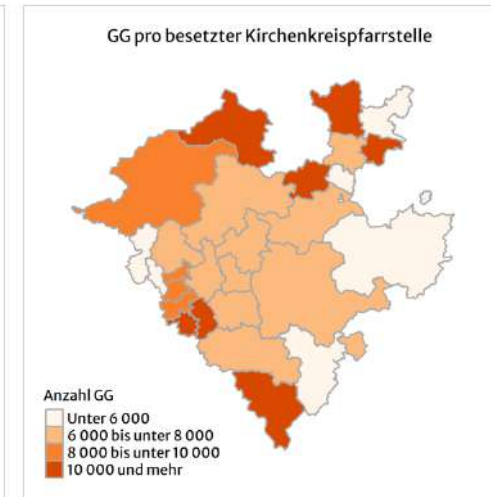 GG pro besetzter Kirchenkreispfarrstelle
Anzahl GG
Unter 6 000
6 000 bis unter 8 000
8 000 bis unter 10 000
10 000 und mehr